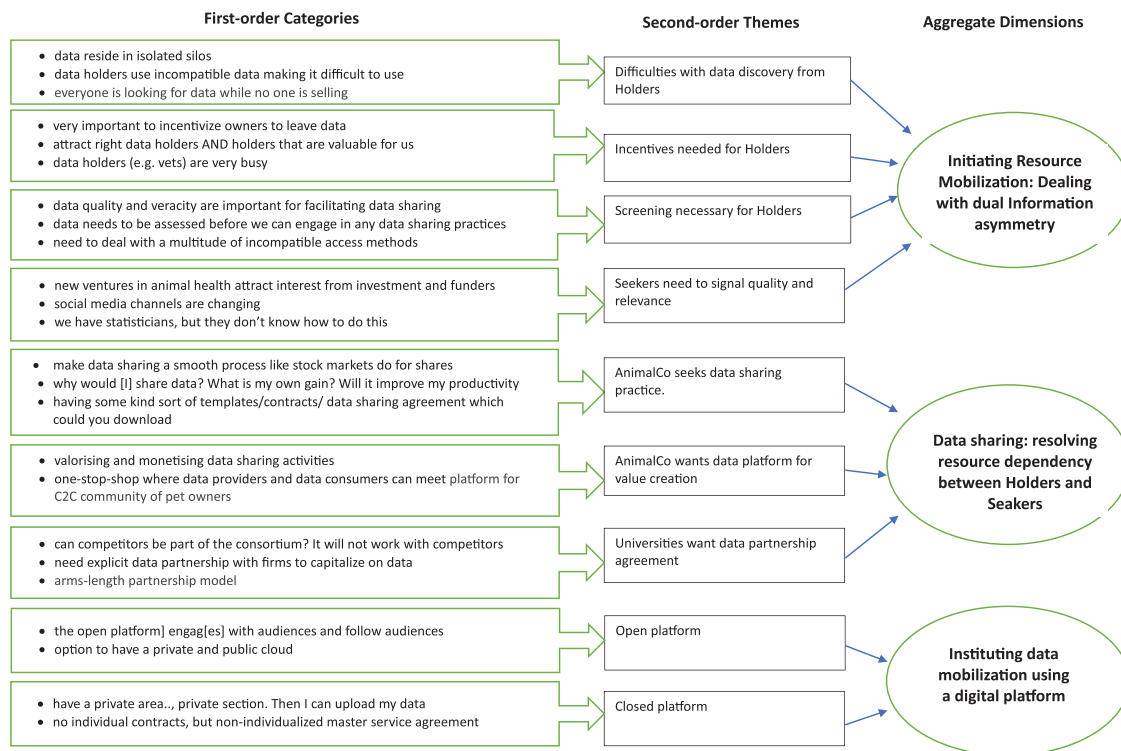 First-order Categories
Second-order Themes
Aggregate Dimensions
• data reside in isolated silos
• data holders use incompatible data making it difficult to use
• everyone is looking for data while no one is selling
Difficulties with data discovery from
Holders
• very important to incentivize owners to leave data
• attract right data holders AND holders that are valuable for us
• data holders (e.g. vets) are very busy
Incentives needed for Holders
• data quality and veracity are important for facilitating data sharing
• data needs to be assessed before we can engage in any data sharing practices
• need to deal with a multitude of incompatible access methods
Screening necessary for Holders
• new ventures in animal health attract interest from investment and funders
• social media channels are changing
• we have statisticians, but they don’t know how to do this
Seekers need to signal quality and
relevance
Initiating Resource
Mobilization: Dealing
with dual Information
asymmetry
• make data sharing a smooth process like stock markets do for shares
• why would [I] share data? What is my own gain? Will it improve my productivity
• having some kind sort of templates/contracts/ data sharing agreement which
could you download
AnimalCo seeks data sharing
practice.
• valorising and monetising data sharing activities
• one-stop-shop where data providers and data consumers can meet platform for
C2C community of pet owners
AnimalCo wants data platform for
value creation
• can competitors be part of the consortium? It will not work with competitors
• need explicit data partnership with firms to capitalize on data
• arms-length partnership model
Universities want data partnership
agreement
Data sharing: resolving
resource dependency
between Holders and
Seakers
• the open platform] engag[es] with audiences and follow audiences
• option to have a private and public cloud
Open platform
• have a private area.., private section. Then I can upload my data
• no individual contracts, but non-individualized master service agreement
Closed platform
Instituting data
mobilization using
a digital platform